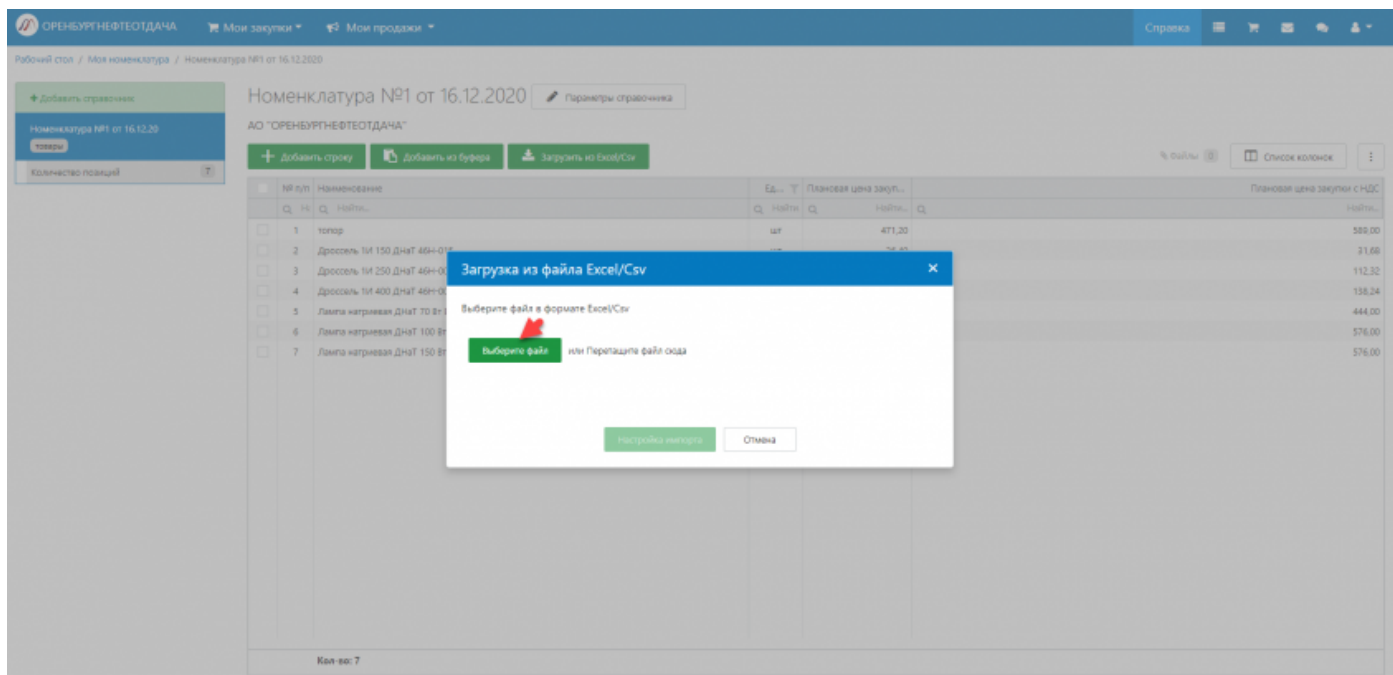 ОРЕНБУРГНЕФТЕОТДАЧА Мои закупки Мои продажи Справка
Рабочий стол / Моя номенклатура / Номенклатура №1 от 16.12.2020
Добавить справочник
Номенклатура №1 от 16.12.2020 Параметры справочника
Номенклатура №1 от 16.12.20
товары
АО "ОРЕНБУРГНЕФТЕОТДАЧА"
Количество позиций 7
Добавить строку Добавить из буфера Загрузить из Excel/Csv Файлы 0 Список колонок
№ п/п Наименование Ед... Плановая цена закуп... Плановая цена закупки с НДС
Найти... Найти Найти... Найти...
1 топор шт 471,20 589,00
2 Дроссель 1И 150 ДНаТ 46Н-01 31,68
3 Дроссель 1И 250 ДНаТ 46Н-00 112,32
4 Дроссель 1И 400 ДНаТ 46Н-00 138,24
5 Лампа натриевая ДНаТ 70 Вт 444,00
6 Лампа натриевая ДНаТ 100 Вт 576,00
7 Лампа натриевая ДНаТ 150 Вт 576,00
Загрузка из файла Excel/Csv
Выберите файл в формате Excel/Csv
Выберите файл или Перетащите файл сюда
Настройка импорта Отмена
Кол-во: 7